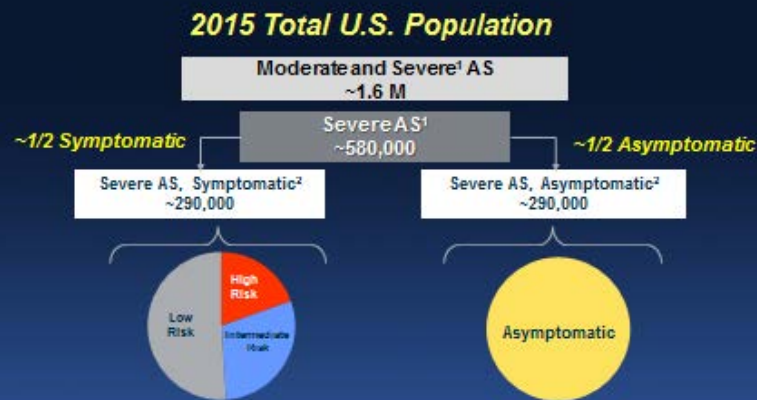 2015 Total U.S. Population
Moderate and Severe¹ AS
~1.6 M
Severe AS¹
~580,000
~1/2 Symptomatic
~1/2 Asymptomatic
Severe AS, Symptomatic²
~290,000
Severe AS, Asymptomatic²
~290,000
High
Risk
Low
Risk
Intermediate
Risk
Asymptomatic